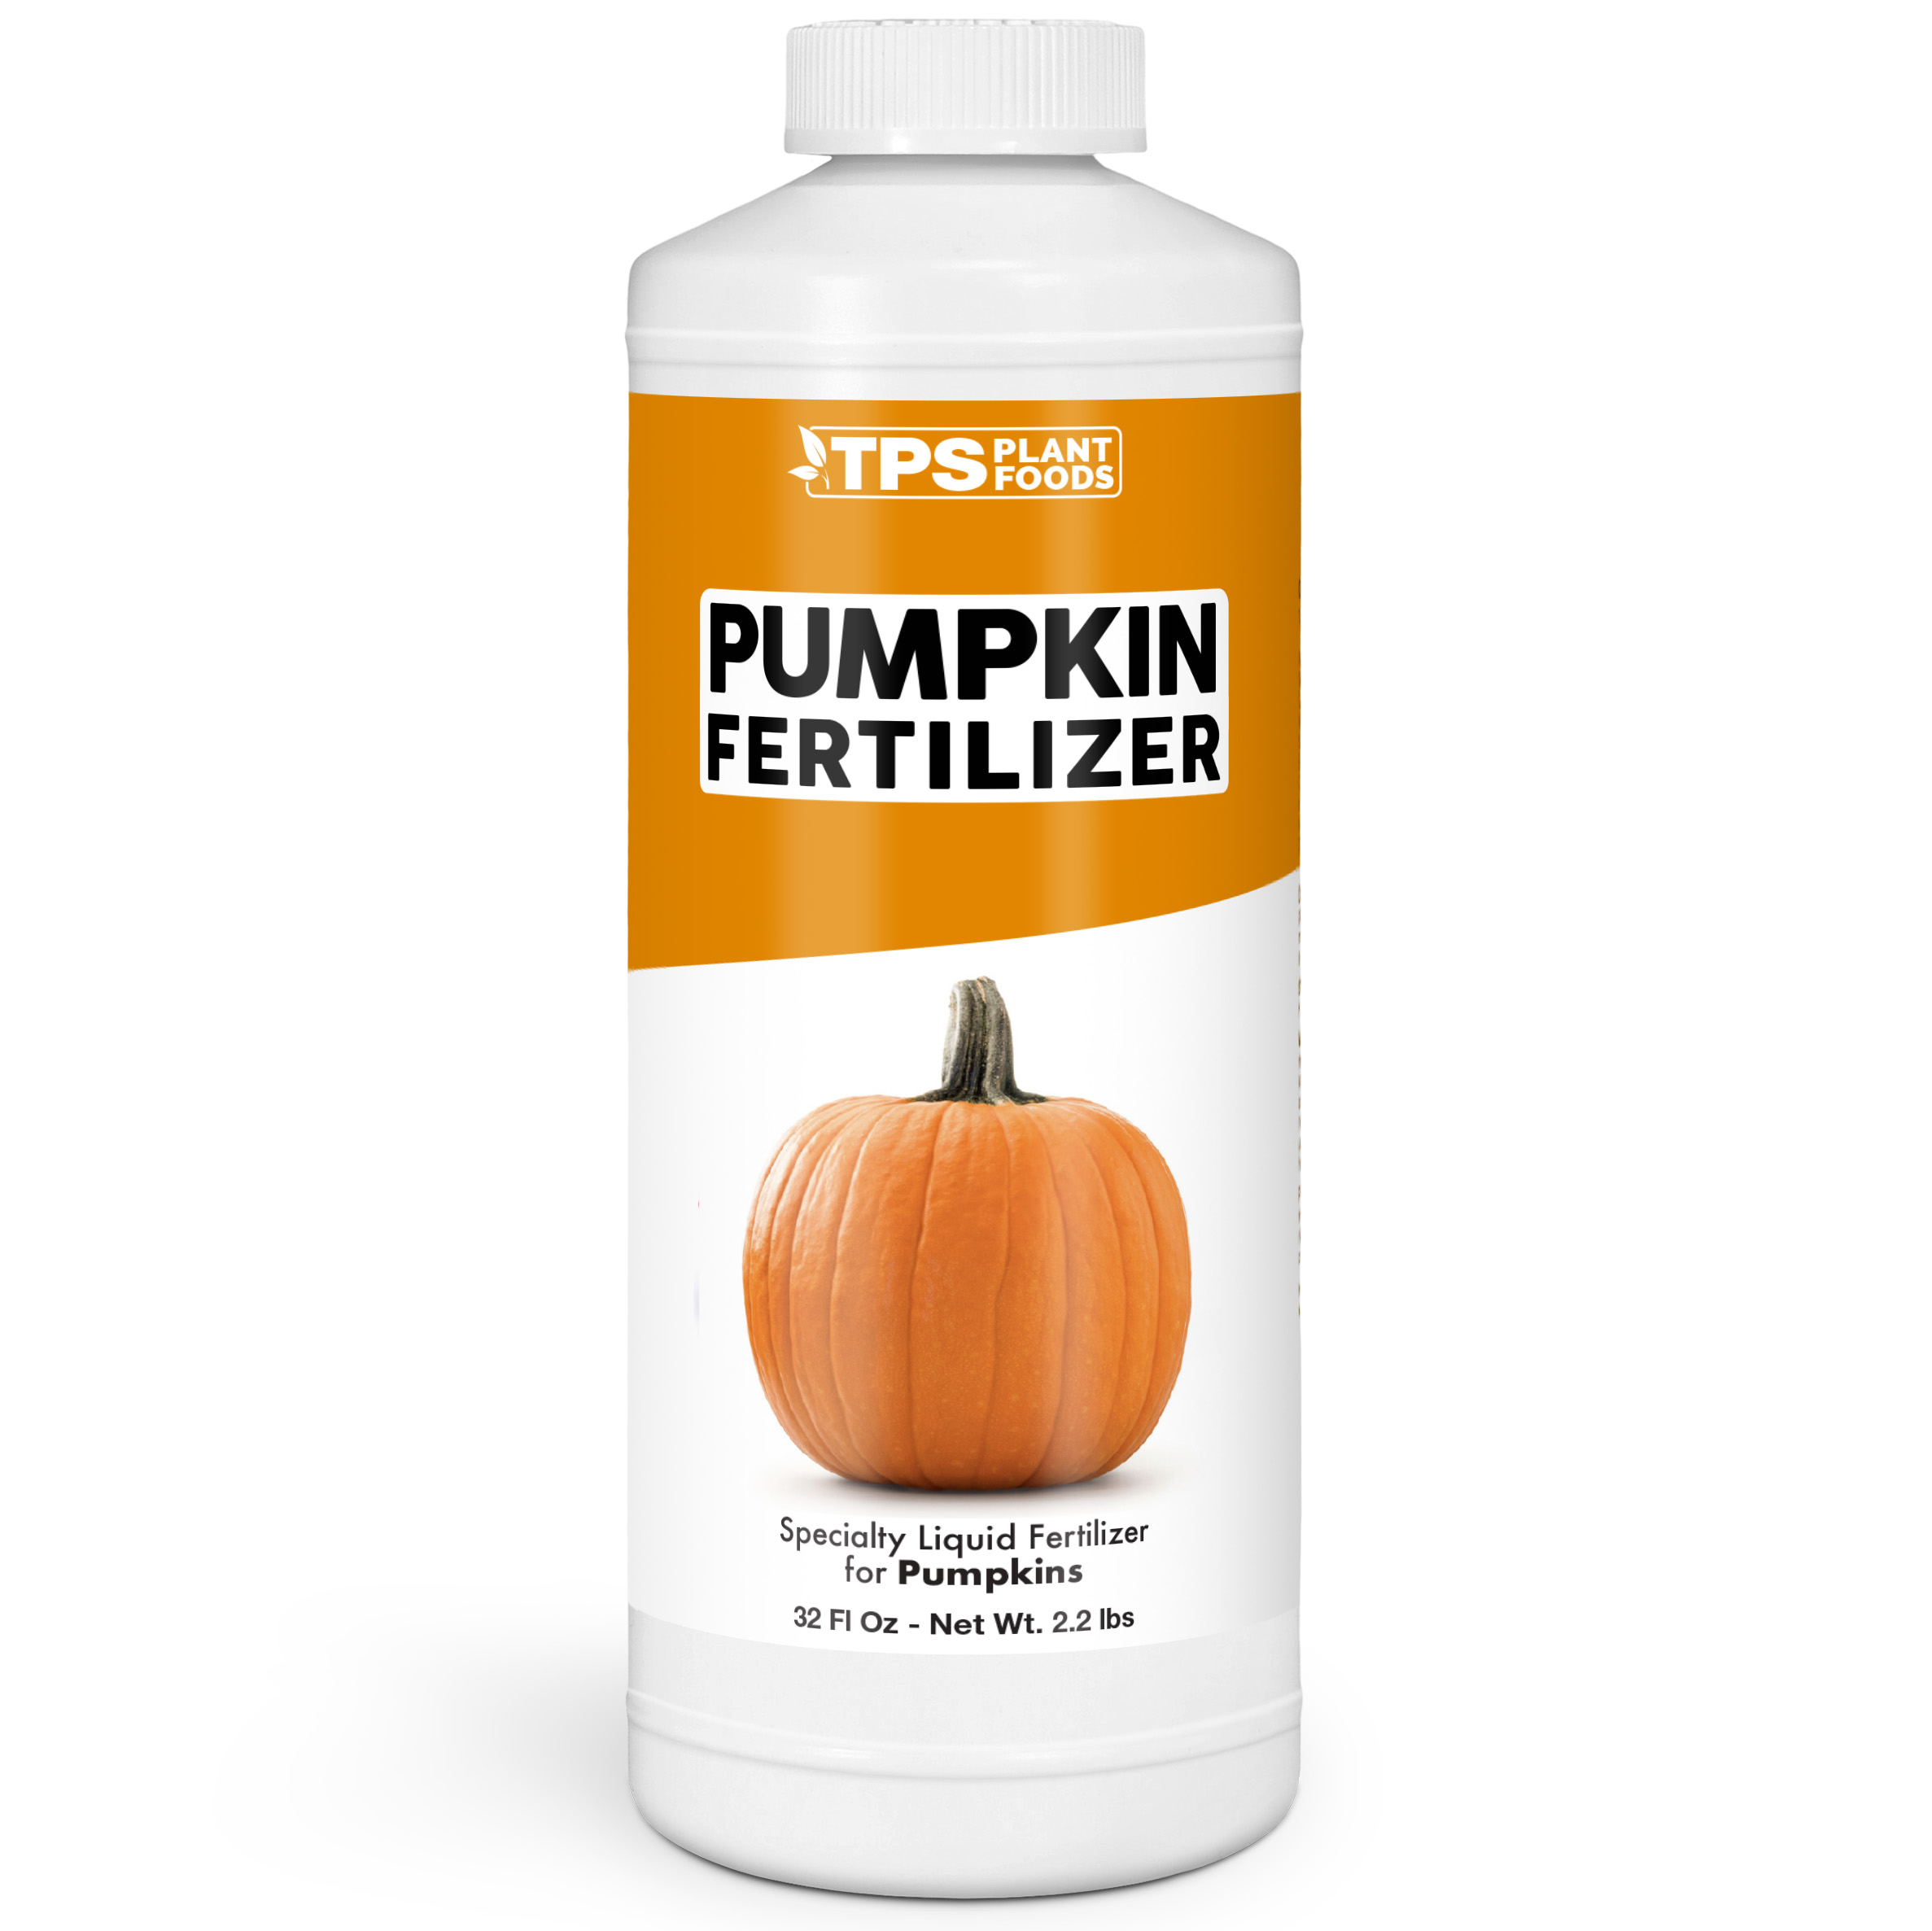 TPS PLANT
FOODS
PUMPKIN
FERTILIZER
Specialty Liquid Fertilizer
for Pumpkins
32 Fl Oz - Net Wt. 2.2 lbs